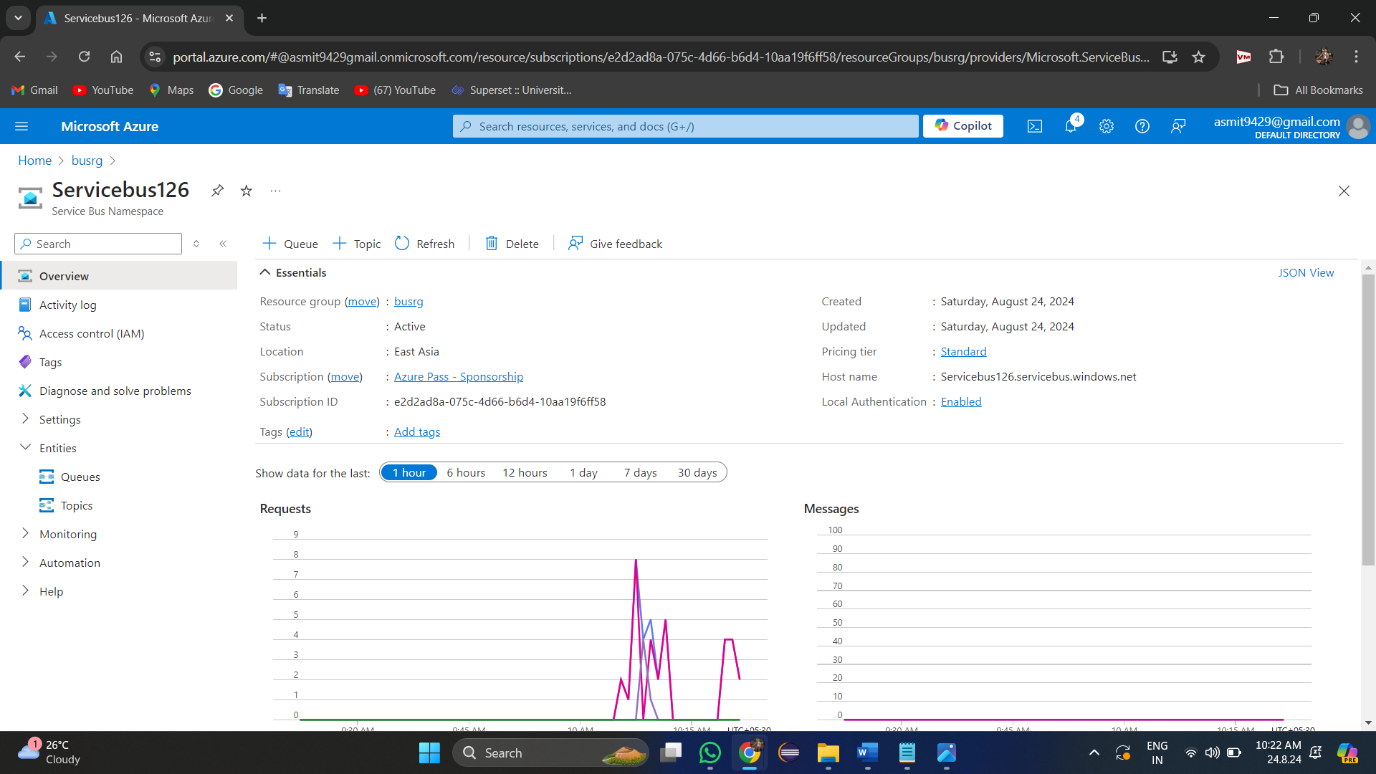 Servicebus126 - Microsoft Azur
portal.azure.com/#@asmit9429gmail.onmicrosoft.com/resource/subscriptions/e2d2ad8a-075c-4d66-b6d4-10aa19f6ff58/resourceGroups/busrg/providers/Microsoft.ServiceBus...
Gmail YouTube Maps Google Translate (67) YouTube Superset :: Universit... All Bookmarks
Microsoft Azure
Search resources, services, and docs (G+/)
Copilot
4
asmit9429@gmail.com
DEFAULT DIRECTORY
Home > busrg >
Servicebus126
Service Bus Namespace
Search
Overview
Activity log
Access control (IAM)
Tags
Diagnose and solve problems
Settings
Entities
Queues
Topics
Monitoring
Automation
Help
Queue Topic Refresh Delete Give feedback
Essentials
JSON View
Resource group (move) : busrg
Status : Active
Location : East Asia
Subscription (move) : Azure Pass - Sponsorship
Subscription ID : e2d2ad8a-075c-4d66-b6d4-10aa19f6ff58
Tags (edit) : Add tags
Created : Saturday, August 24, 2024
Updated : Saturday, August 24, 2024
Pricing tier : Standard
Host name : Servicebus126.servicebus.windows.net
Local Authentication : Enabled
Show data for the last: 1 hour 6 hours 12 hours 1 day 7 days 30 days
Requests
9
8
7
6
5
4
3
2
1
0
9:30 AM 9:45 AM 10 AM 10:15 AM UTC+05:30
Messages
100
90
80
70
60
50
40
30
20
10
0
9:30 AM 9:45 AM 10 AM 10:15 AM UTC+05:30
1
26°C
Cloudy
Search
ENG
IN
10:22 AM
24.8.24
PRE